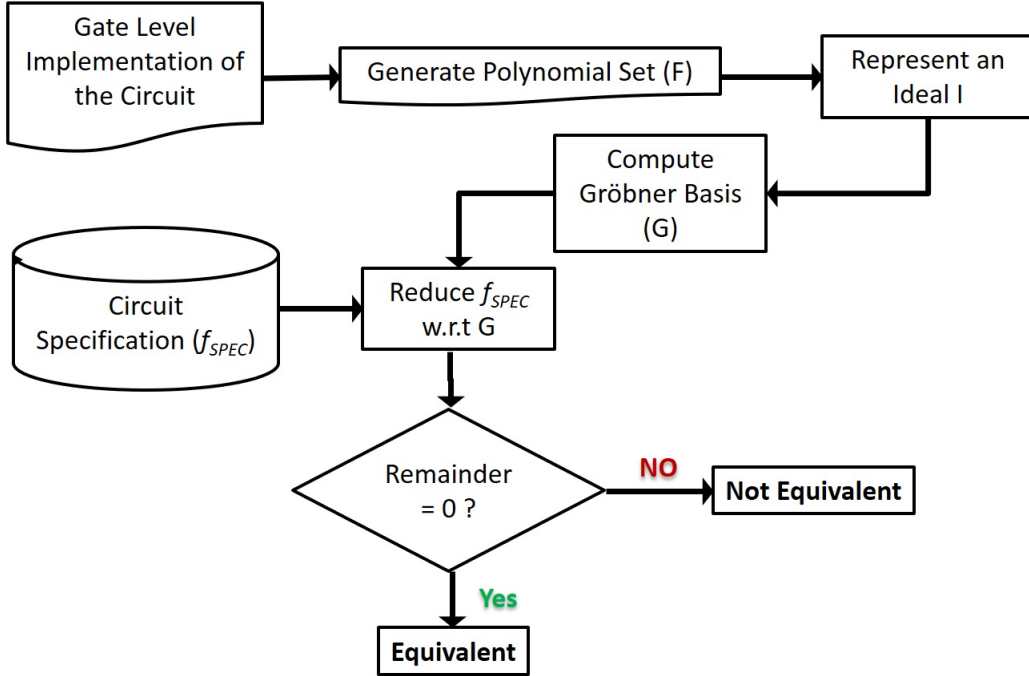 Gate Level
Implementation of
the Circuit
Generate Polynomial Set (F)
Represent an
Ideal I
Compute
Gröbner Basis
(G)
Circuit
Specification (fSPEC)
Reduce fSPEC
w.r.t G
Remainder
= 0 ?
NO
Not Equivalent
Yes
Equivalent